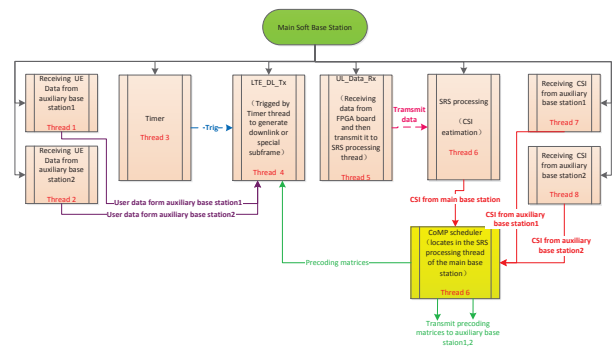 Main Soft Base Station
Receiving UE
Data from
auxiliary base
station1
Thread 1
Receiving UE
Data from
auxiliary base
station2
Thread 2
Timer
Thread 3
-Trig-
LTE_DL_Tx
（Trigged by
Timer thread to
generate
downlink or
special
subframe）
Thread 4
UL_Data_Rx
（Receiving
data from
FPGA board
and then
transmit it to
SRS processing
thread）
Thread 5
Transmit
data
SRS processing
（CSI
eatimation）
Thread 6
Receiving CSI
from auxiliary
base station1
Thread 7
Receiving CSI
from auxiliary
base station2
Thread 8
User data form auxiliary base station1
User data form auxiliary base station2
CSI from main base station
CSI from auxiliary
base station1
CSI from auxiliary
base station2
Precoding matrices
CoMP scheduler
（locates in the SRS
processing thread
of the main base
station）
Thread 6
Transmit precoding
matrices to auxiliary base
staion1,2